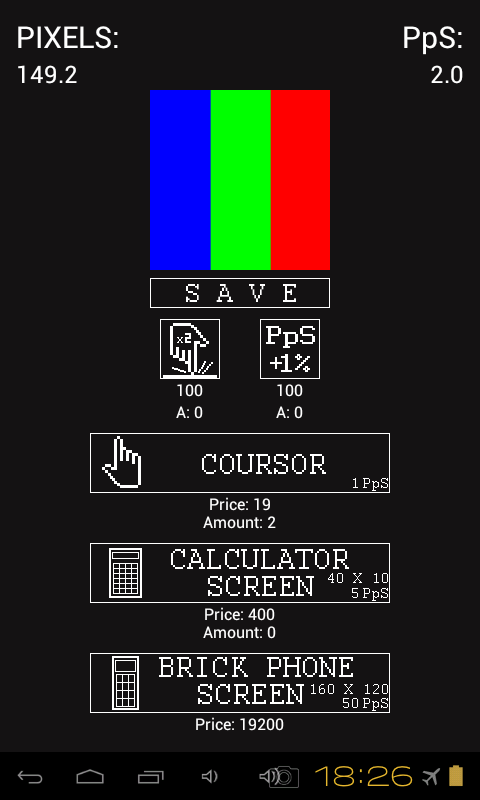 PIXELS: PpS:
149.2 2.0
S A V E
x2 PpS
+1%
100 100
A: 0 A: 0
COURSOR
1 PpS
Price: 19
Amount: 2
CALCULATOR
SCREEN 40 X 10
5 PpS
Price: 400
Amount: 0
BRICK PHONE
SCREEN 160 X 120
50 PpS
Price: 19200
18:26